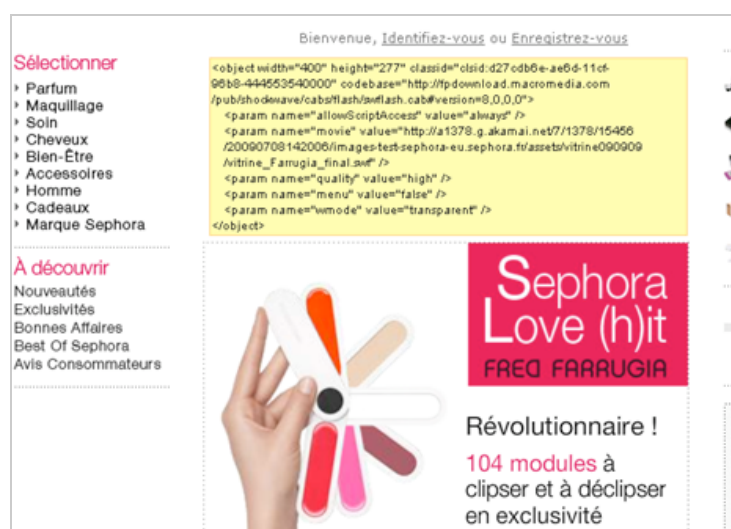 Bienvenue, Identifiez-vous ou Enregistrez-vous
Sélectionner
Parfum
Maquillage
Soin
Cheveux
Bien-Être
Accessoires
Homme
Cadeaux
Marque Sephora
À découvrir
Nouveautés
Exclusivités
Bonnes Affaires
Best Of Sephora
Avis Consommateurs
<object width="400" height="277" classid="clsid:d27cdb6e-ae6d-11cf-
96b8-444553540000" codebase="http://fpdownload.macromedia.com
/pub/shockwave/cabs/flash/swflash.cab#version=8,0,0,0">
<param name="allowScriptAccess" value="always" />
<param name="movie" value="http://a1378.g.akamai.net/7/1378/15456
/20090708142006/images-test-sephora-eu.sephora.fr/assets/vitrine090909
/vitrine_Farrugia_final.swf" />
<param name="quality" value="high" />
<param name="menu" value="false" />
<param name="wmode" value="transparent" />
</object>
Sephora
Love (h)it
FRED FARRUGIA
Révolutionnaire !
104 modules à
clipser et à déclipser
en exclusivité